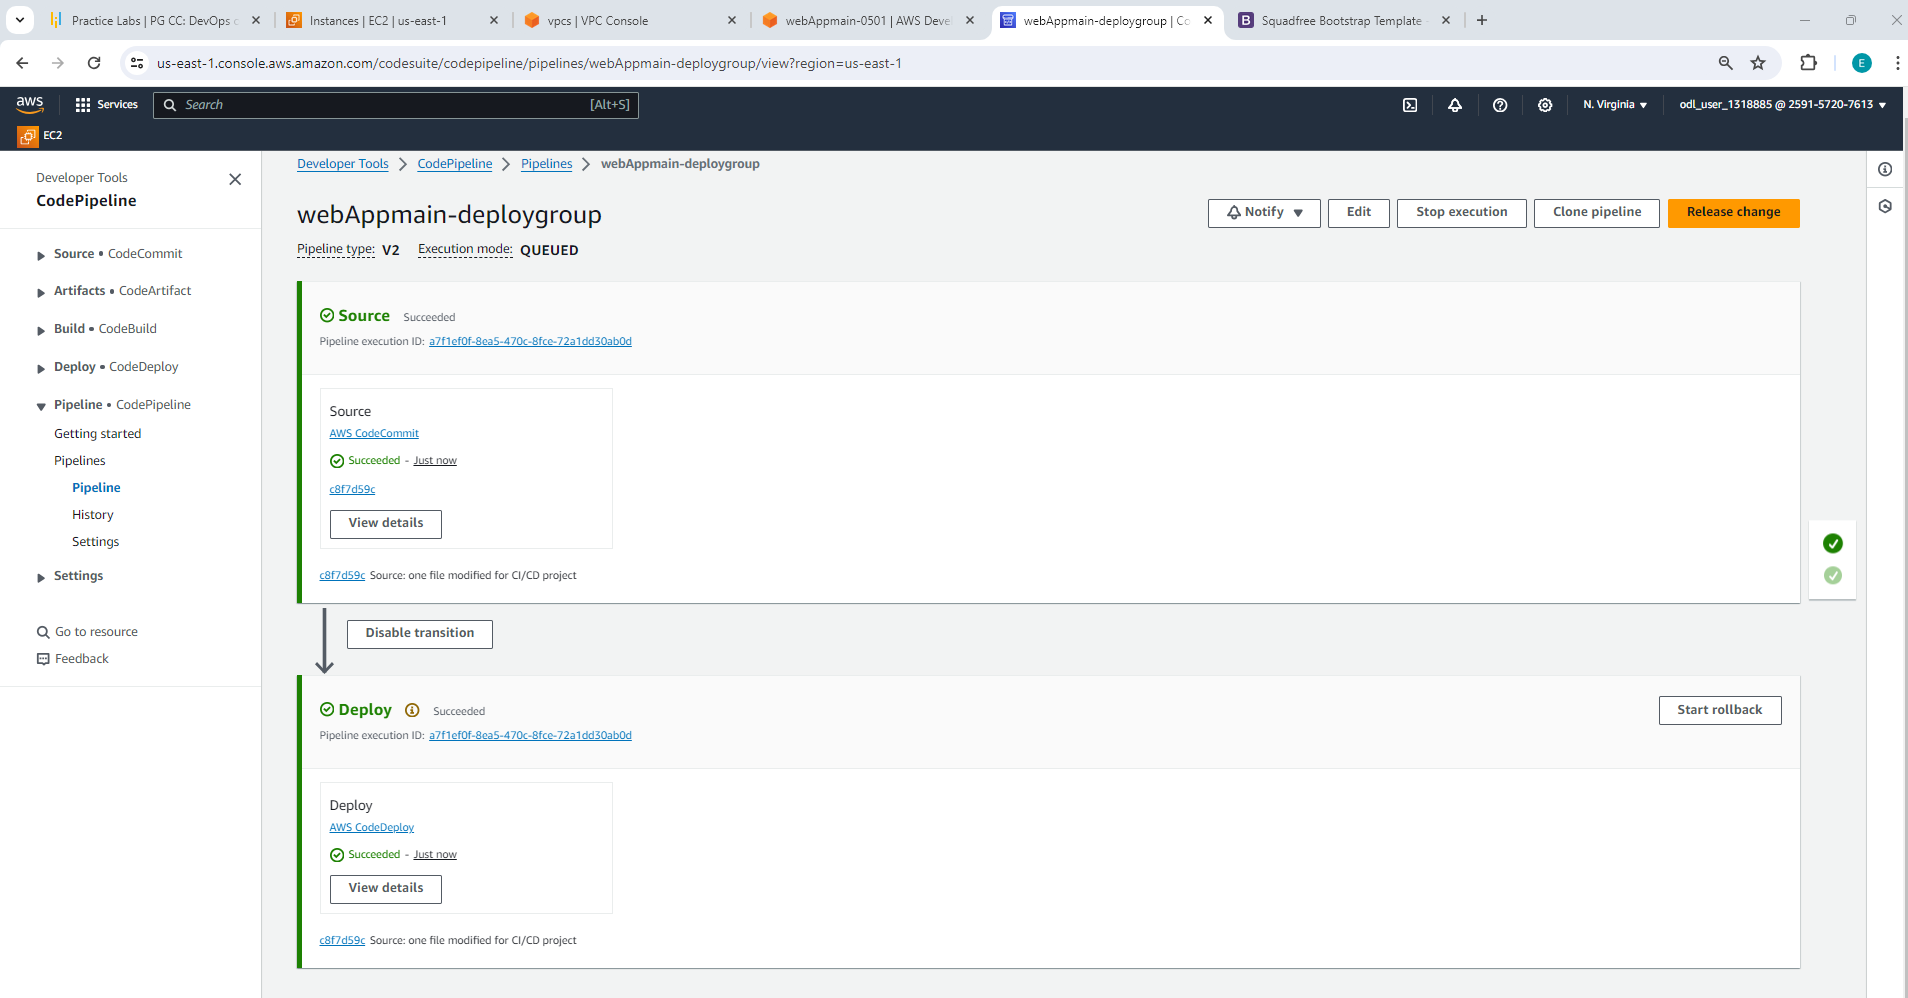 Practice Labs | PG CC: DevOps c
Instances | EC2 | us-east-1
vpcs | VPC Console
webAppmain-0501 | AWS Deve
webAppmain-deploygroup | Co
Squadfree Bootstrap Template -
us-east-1.console.aws.amazon.com/codesuite/codepipeline/pipelines/webAppmain-deploygroup/view?region=us-east-1
E
aws
Services
Search
[Alt+S]
N. Virginia
odl_user_1318885 @ 2591-5720-7613
EC2
Developer Tools
CodePipeline
Source • CodeCommit
Artifacts • CodeArtifact
Build • CodeBuild
Deploy • CodeDeploy
Pipeline • CodePipeline
Getting started
Pipelines
Pipeline
History
Settings
Settings
Go to resource
Feedback
Developer Tools > CodePipeline > Pipelines > webAppmain-deploygroup
webAppmain-deploygroup
Notify
Edit
Stop execution
Clone pipeline
Release change
Pipeline type: V2 Execution mode: QUEUED
Source Succeeded
Pipeline execution ID: a7f1ef0f-8ea5-470c-8fce-72a1dd30ab0d
Source
AWS CodeCommit
Succeeded - Just now
c8f7d59c
View details
c8f7d59c Source: one file modified for CI/CD project
Disable transition
Deploy Succeeded
Start rollback
Pipeline execution ID: a7f1ef0f-8ea5-470c-8fce-72a1dd30ab0d
Deploy
AWS CodeDeploy
Succeeded - Just now
View details
c8f7d59c Source: one file modified for CI/CD project